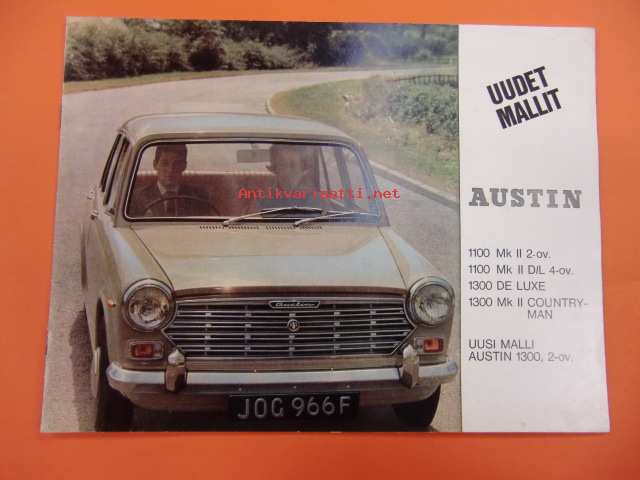 UUDET
MALLIT
AUSTIN
1100 Mk II 2-ov.
1100 Mk II D/L 4-ov.
1300 DE LUXE
1300 Mk II COUNTRY-
MAN
UUSI MALLI
AUSTIN 1300, 2-ov.
Antikvariaatti.net
Austin
JOG 966F